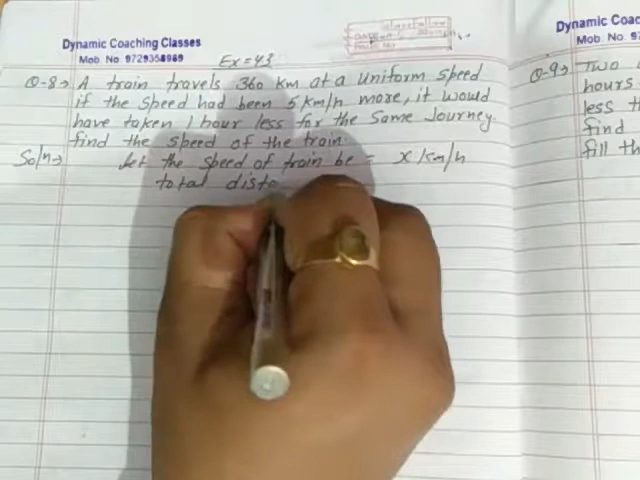 Dynamic Coaching Classes
Mob No. 9729358989
Ex = 4.3
Q-8→ A train travels 360 km at a uniform speed
if the speed had been 5 km/h more, it would
have taken 1 hour less for the same Journey.
find the speed of the train.
Soln→ Let the speed of train be = x km/h
total dista
Dynamic Coa
Mob No. 97
Q-9→ Two
hours
less t
find
fill th